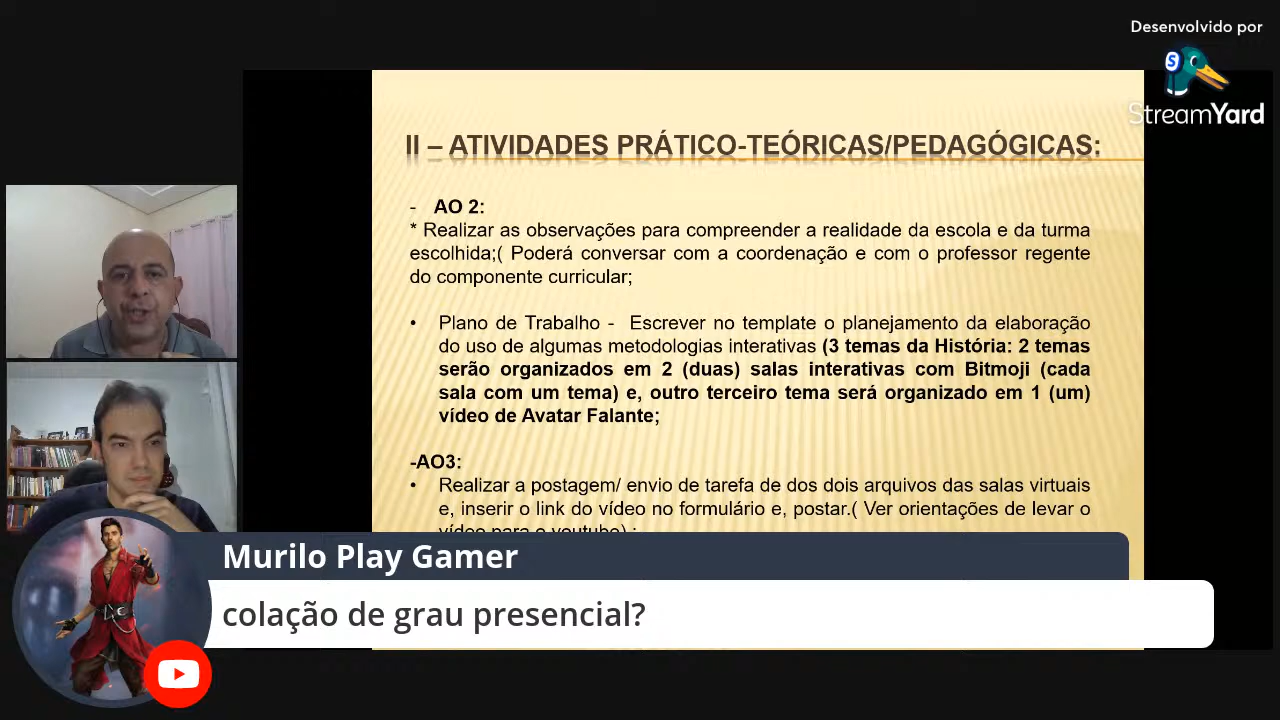 Desenvolvido por
StreamYard
II – ATIVIDADES PRÁTICO-TEÓRICAS/PEDAGÓGICAS:
- AO 2:
* Realizar as observações para compreender a realidade da escola e da turma
escolhida;( Poderá conversar com a coordenação e com o professor regente
do componente curricular;
• Plano de Trabalho - Escrever no template o planejamento da elaboração
do uso de algumas metodologias interativas (3 temas da História: 2 temas
serão organizados em 2 (duas) salas interativas com Bitmoji (cada
sala com um tema) e, outro terceiro tema será organizado em 1 (um)
vídeo de Avatar Falante;
-AO3:
• Realizar a postagem/ envio de tarefa de dos dois arquivos das salas virtuais
e, inserir o link do vídeo no formulário e, postar.( Ver orientações de levar o
vídeo para o youtube) ;
Murilo Play Gamer
colação de grau presencial?